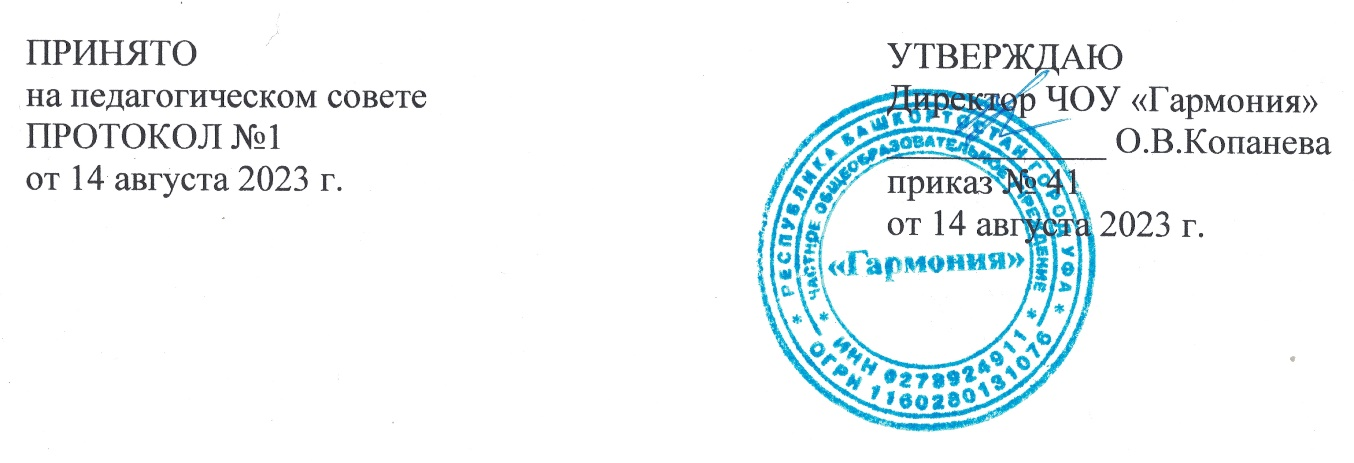 ПРИНЯТО
на педагогическом совете
ПРОТОКОЛ №1
от 14 августа 2023 г.
УТВЕРЖДАЮ
Директор ЧОУ «Гармония»
______________ О.В.Копанева
приказ № 41
от 14 августа 2023 г.
* РЕСПУБЛИКА БАШКОРТОСТАН ГОРОД УФА *
* ЧАСТНОЕ ОБЩЕОБРАЗОВАТЕЛЬНОЕ УЧРЕЖДЕНИЕ *
«Гармония»
ИНН 0278924911
ОГРН 1160280131076